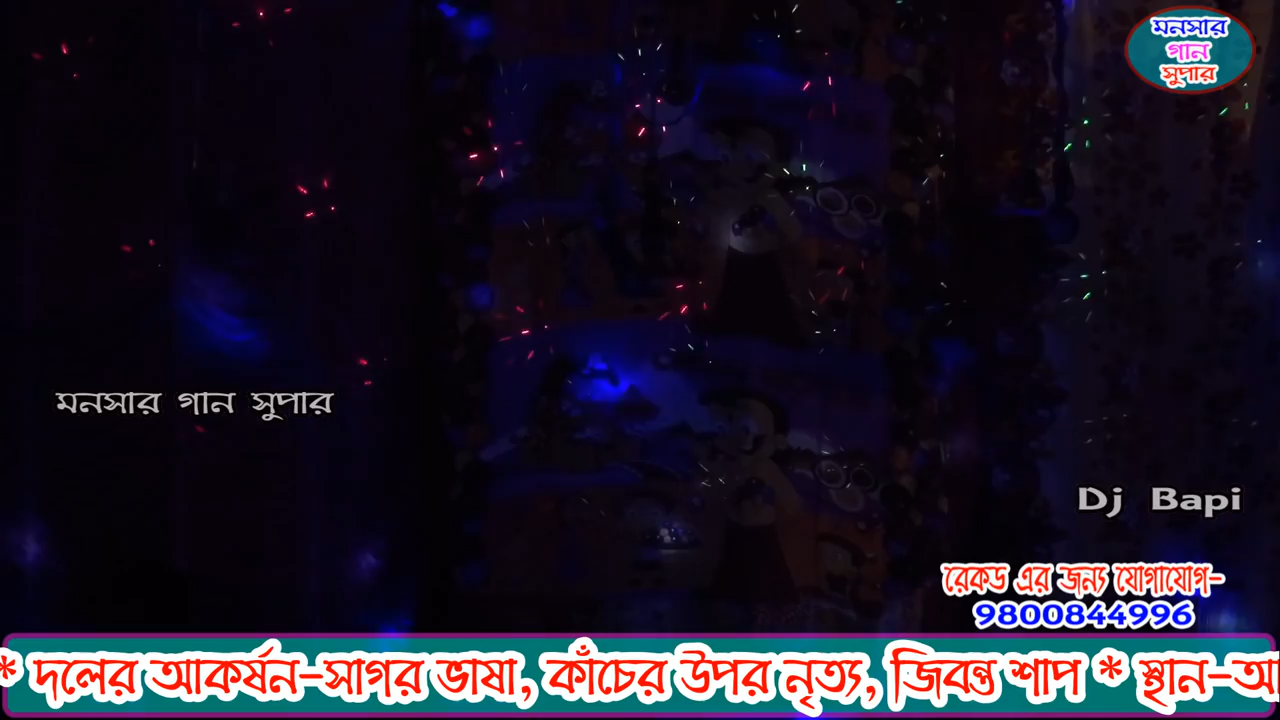 মনসার
গান
সুপার
মনসার গান সুপার
Dj Bapi
রেকড এর জন্য যোগাযোগ-
9800844996
* দলের আকর্ষন-সাগর ভাষা, কাঁচের উপর নৃত্য, জিবন্ত শাপ * স্থান-আ